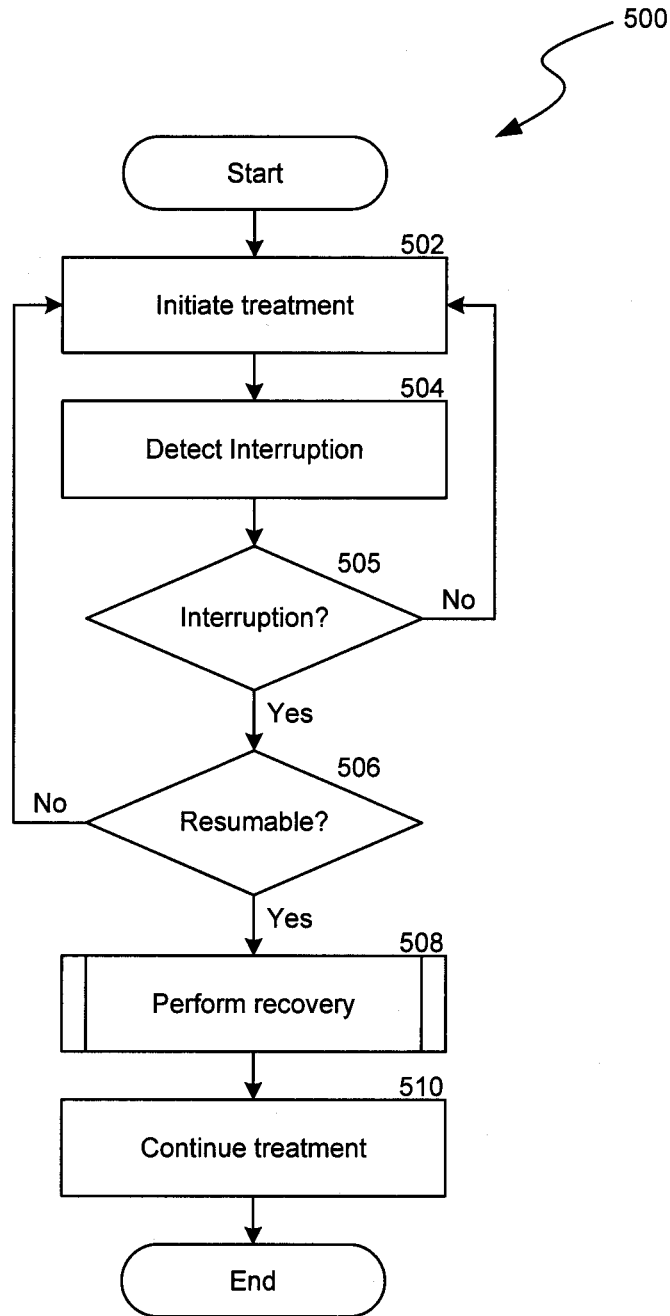 500
Start
502
Initiate treatment
504
Detect Interruption
505
Interruption?
No
Yes
506
No
Resumable?
Yes
508
Perform recovery
510
Continue treatment
End